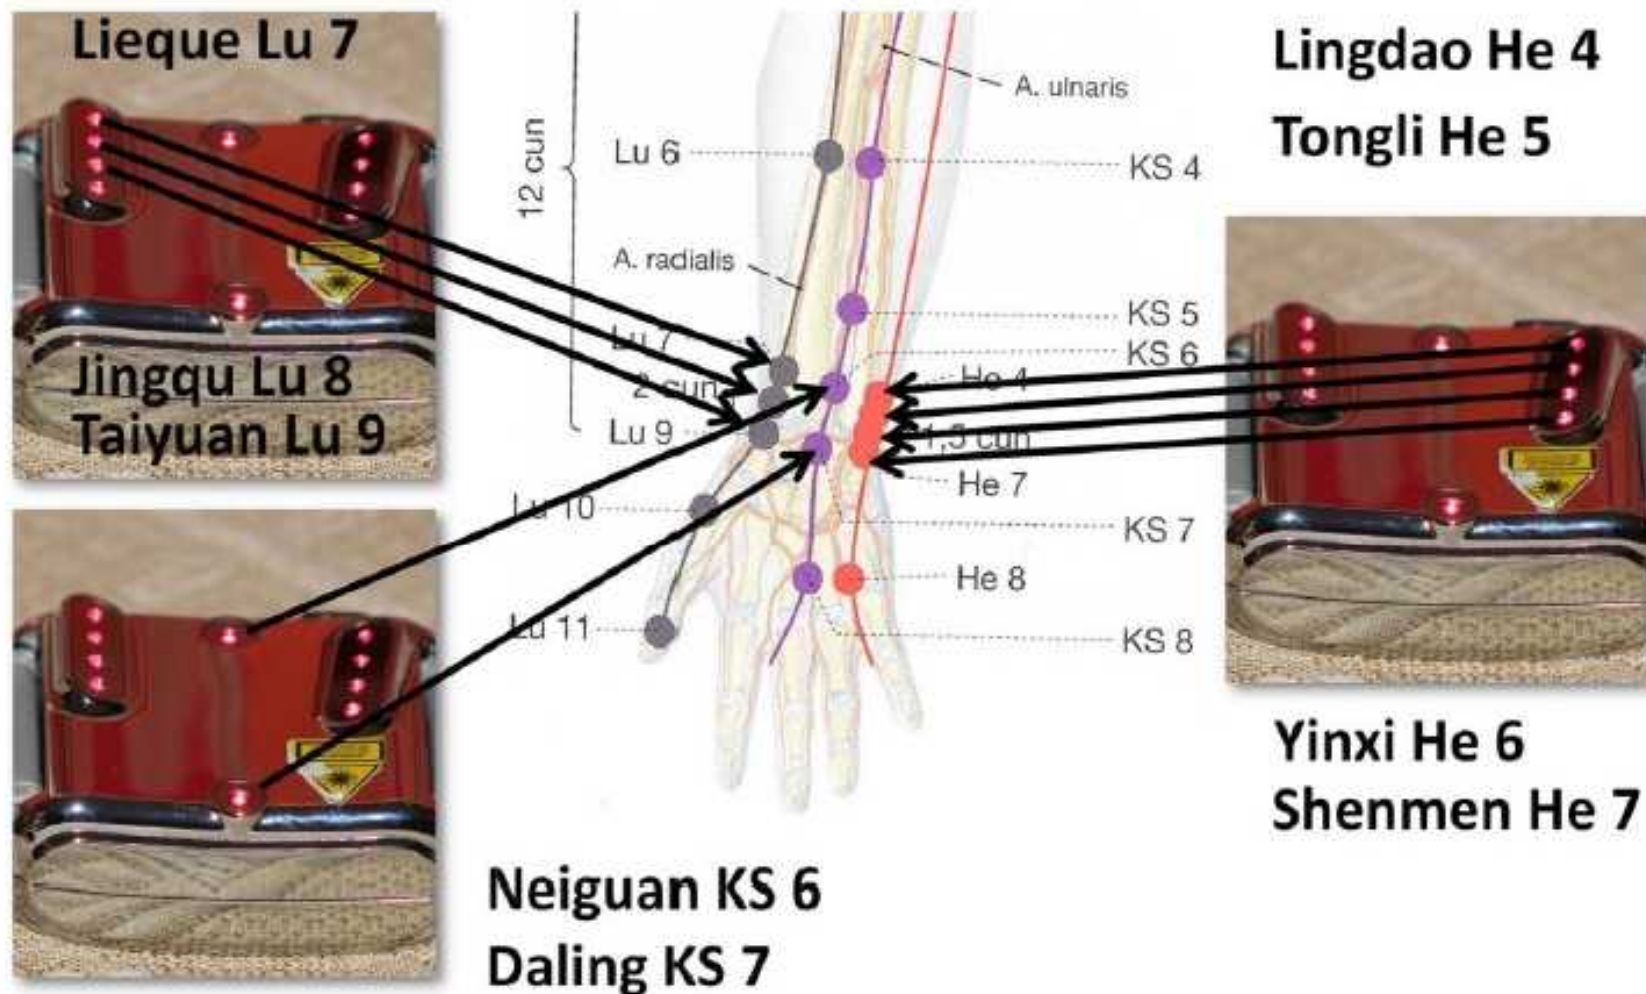 Lieque Lu 7
Jingqu Lu 8
Taiyuan Lu 9
12 cun
Lu 6
A. radialis
Lu 7
2 cun
Lu 9
Lu 10
Lu 11
A. ulnaris
KS 4
KS 5
KS 6
He 4
1,5 cun
He 7
KS 7
He 8
KS 8
Lingdao He 4
Tongli He 5
Yinxi He 6
Shenmen He 7
Neiguan KS 6
Daling KS 7